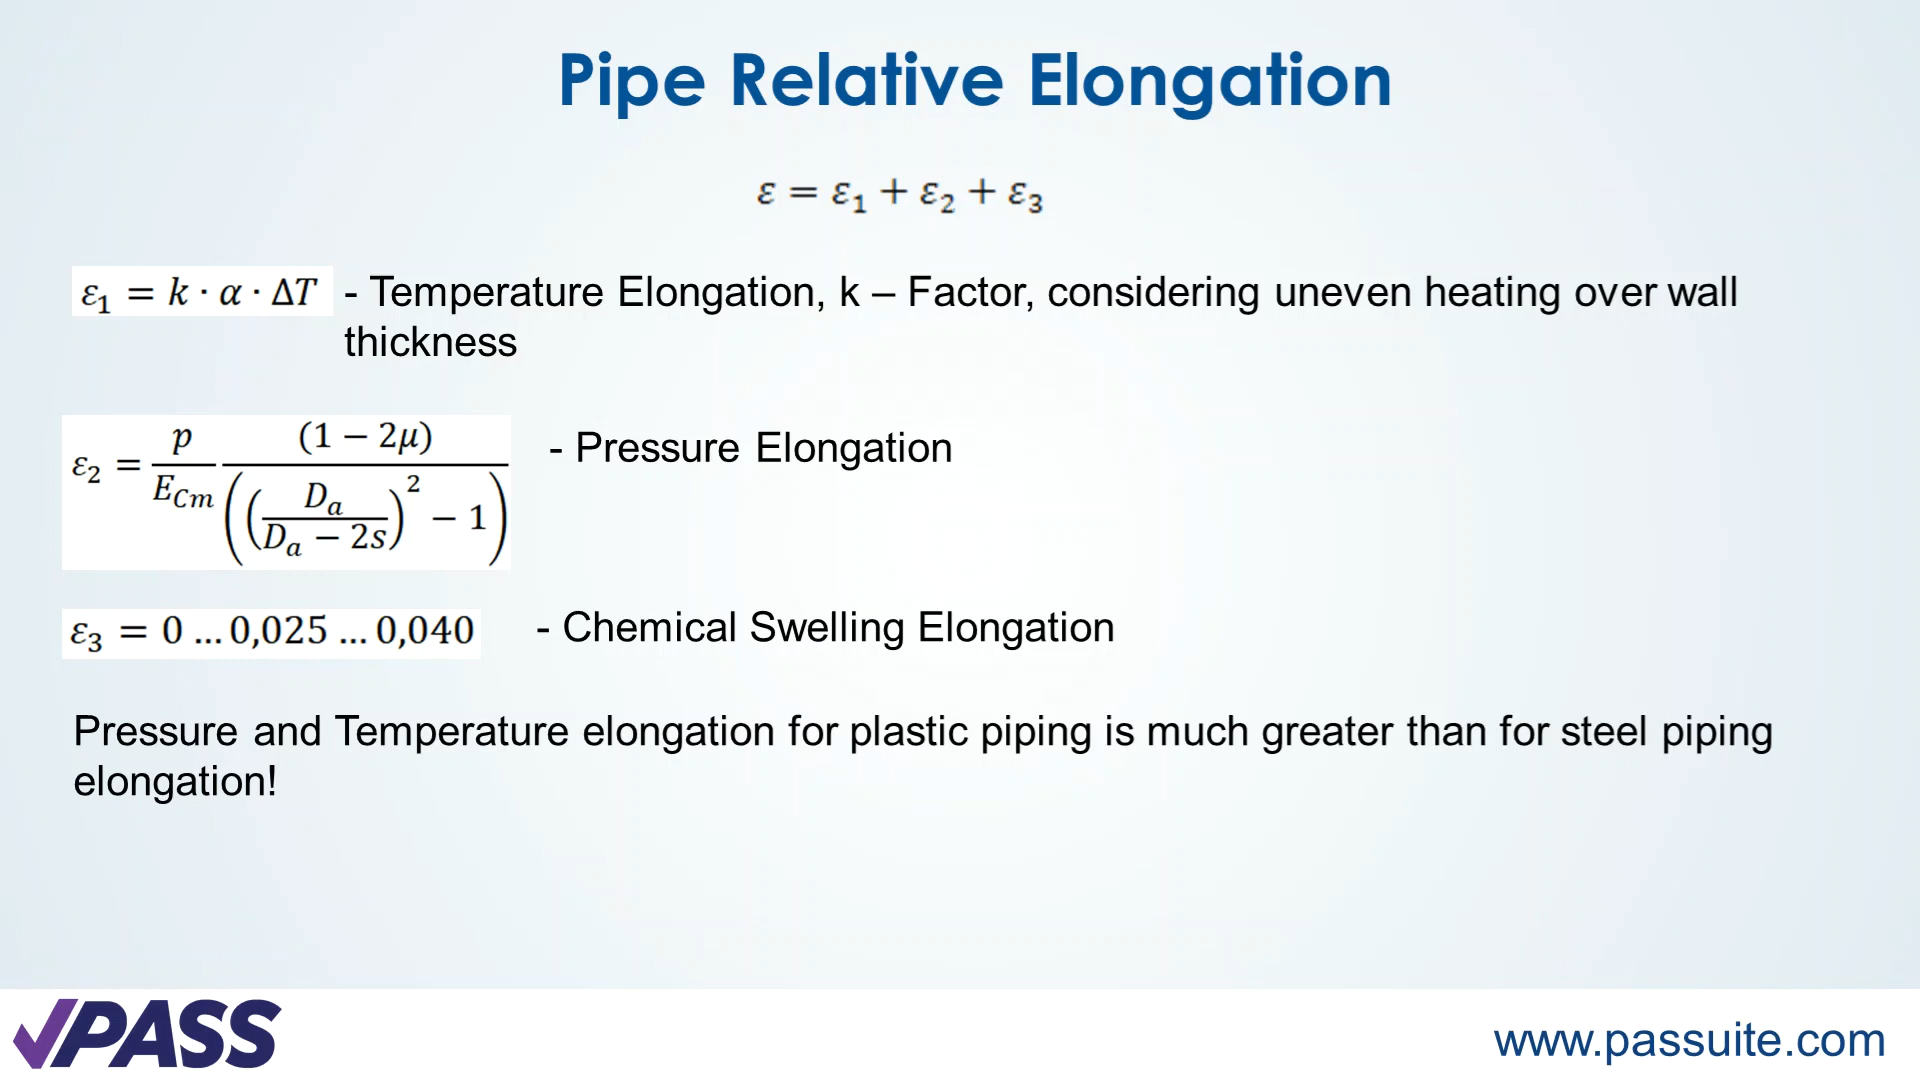 Pipe Relative Elongation
ε = ε₁ + ε₂ + ε₃
ε₁ = k · α · ΔT - Temperature Elongation, k – Factor, considering uneven heating over wall
thickness
ε₂ = p/E_Cm (1 − 2μ)/((D_a/(D_a − 2s))² − 1) - Pressure Elongation
ε₃ = 0 ... 0,025 ... 0,040 - Chemical Swelling Elongation
Pressure and Temperature elongation for plastic piping is much greater than for steel piping
elongation!
PASS
www.passuite.com